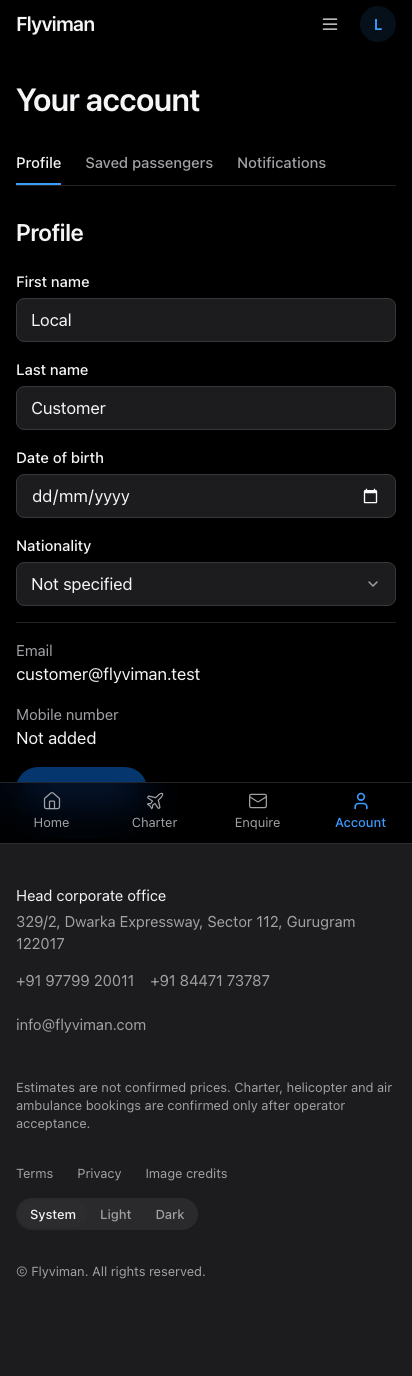 Flyviman
L
Your account
Profile
Saved passengers
Notifications
Profile
First name
Local
Last name
Customer
Date of birth
dd/mm/yyyy
Nationality
Not specified
Email
customer@flyviman.test
Mobile number
Not added
Home
Charter
Enquire
Account
Head corporate office
329/2, Dwarka Expressway, Sector 112, Gurugram
122017
+91 97799 20011
+91 84471 73787
info@flyviman.com
Estimates are not confirmed prices. Charter, helicopter and air
ambulance bookings are confirmed only after operator
acceptance.
Terms
Privacy
Image credits
System
Light
Dark
© Flyviman. All rights reserved.